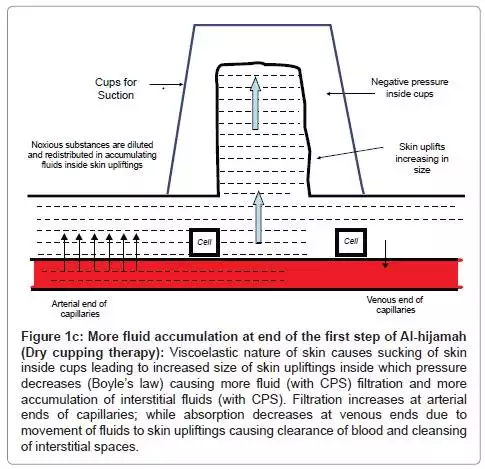 Cups for
Suction
Negative pressure
inside cups
Noxious substances are diluted
and redistributed in accumulating
fluids inside skin upliftings
Skin uplifts
increasing in
size
Cell
Cell
Arterial end of
capillaries
Venous end of
capillaries
Figure 1c: More fluid accumulation at end of the first step of Al-hijamah
(Dry cupping therapy): Viscoelastic nature of skin causes sucking of skin
inside cups leading to increased size of skin upliftings inside which pressure
decreases (Boyle's law) causing more fluid (with CPS) filtration and more
accumulation of interstitial fluids (with CPS). Filtration increases at arterial
ends of capillaries; while absorption decreases at venous ends due to
movement of fluids to skin upliftings causing clearance of blood and cleansing
of interstitial spaces.